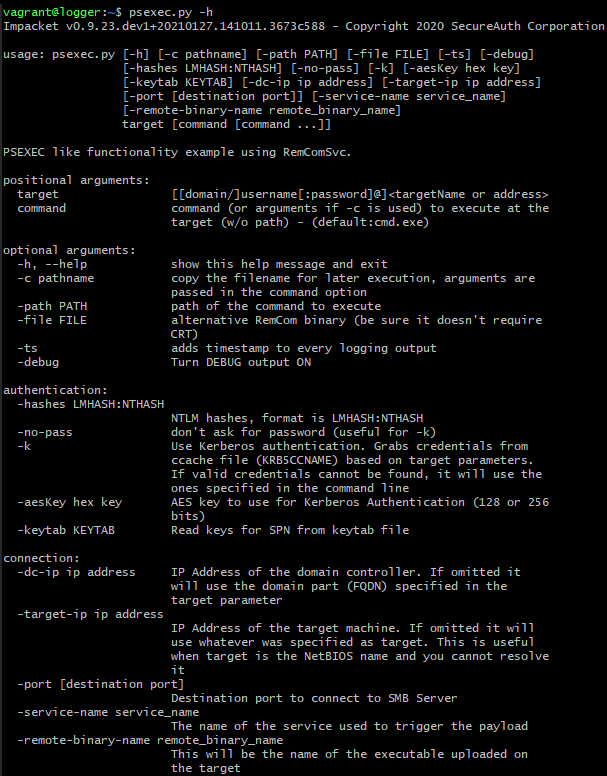 vagrant@logger:~$ psexec.py -h
Impacket v0.9.23.dev1+20210127.141011.3673c588 - Copyright 2020 SecureAuth Corporation
usage: psexec.py [-h] [-c pathname] [-path PATH] [-file FILE] [-ts] [-debug]
[-hashes LMHASH:NTHASH] [-no-pass] [-k] [-aesKey hex key]
[-keytab KEYTAB] [-dc-ip ip address] [-target-ip ip address]
[-port [destination port]] [-service-name service_name]
[-remote-binary-name remote_binary_name]
target [command [command ...]]
PSEXEC like functionality example using RemComSvc.
positional arguments:
target [[domain/]username[:password]@]<targetName or address>
command command (or arguments if -c is used) to execute at the
target (w/o path) - (default:cmd.exe)
optional arguments:
-h, --help show this help message and exit
-c pathname copy the filename for later execution, arguments are
passed in the command option
-path PATH path of the command to execute
-file FILE alternative RemCom binary (be sure it doesn't require
CRT)
-ts adds timestamp to every logging output
-debug Turn DEBUG output ON
authentication:
-hashes LMHASH:NTHASH
NTLM hashes, format is LMHASH:NTHASH
-no-pass don't ask for password (useful for -k)
-k Use Kerberos authentication. Grabs credentials from
ccache file (KRB5CCNAME) based on target parameters.
If valid credentials cannot be found, it will use the
ones specified in the command line
-aesKey hex key AES key to use for Kerberos Authentication (128 or 256
bits)
-keytab KEYTAB Read keys for SPN from keytab file
connection:
-dc-ip ip address IP Address of the domain controller. If omitted it
will use the domain part (FQDN) specified in the
target parameter
-target-ip ip address
IP Address of the target machine. If omitted it will
use whatever was specified as target. This is useful
when target is the NetBIOS name and you cannot resolve
it
-port [destination port]
Destination port to connect to SMB Server
-service-name service_name
The name of the service used to trigger the payload
-remote-binary-name remote_binary_name
This will be the name of the executable uploaded on
the target